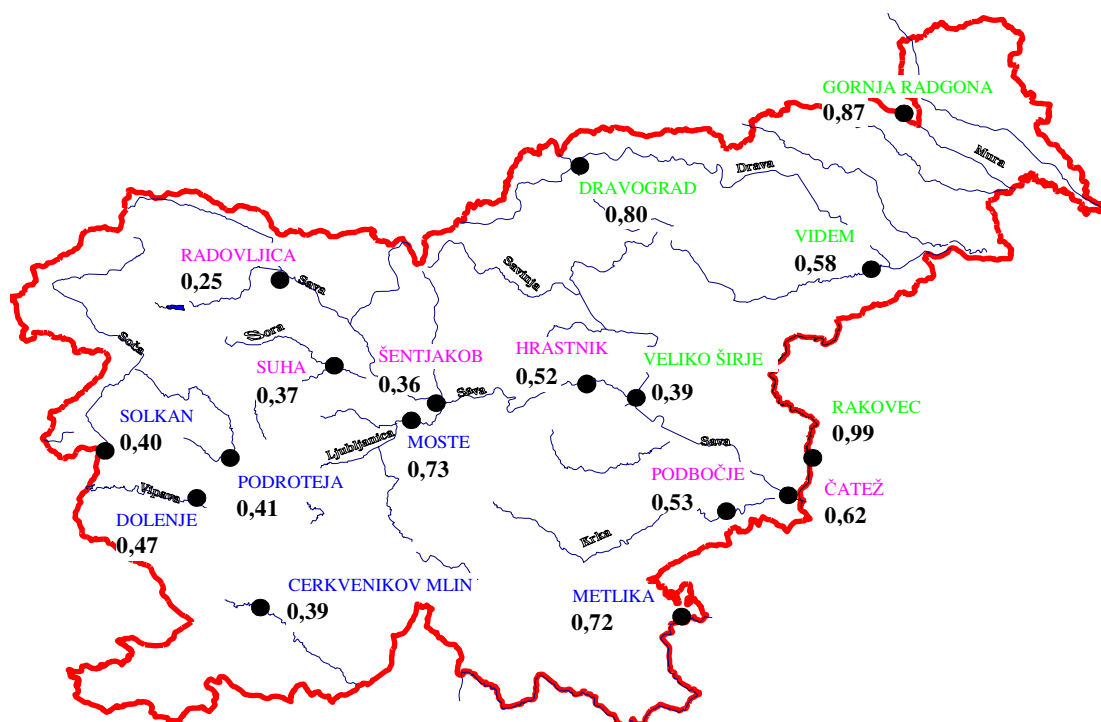 GORNJA RADGONA
0,87
Mura
Drava
DRAVOGRAD
0,80
VIDEM
0,58
RADOVLJICA
0,25
Sava
Savinja
Soča
Sora
SUHA
0,37
ŠENTJAKOB
0,36
Sava
HRASTNIK
0,52
VELIKO ŠIRJE
0,39
SOLKAN
0,40
Ljubljanica
MOSTE
0,73
Sava
RAKOVEC
0,99
PODROTEJA
0,41
Vipava
DOLENJE
0,47
PODBOČJE
0,53
ČATEŽ
0,62
Krka
CERKVENIKOV MLIN
0,39
METLIKA
0,72